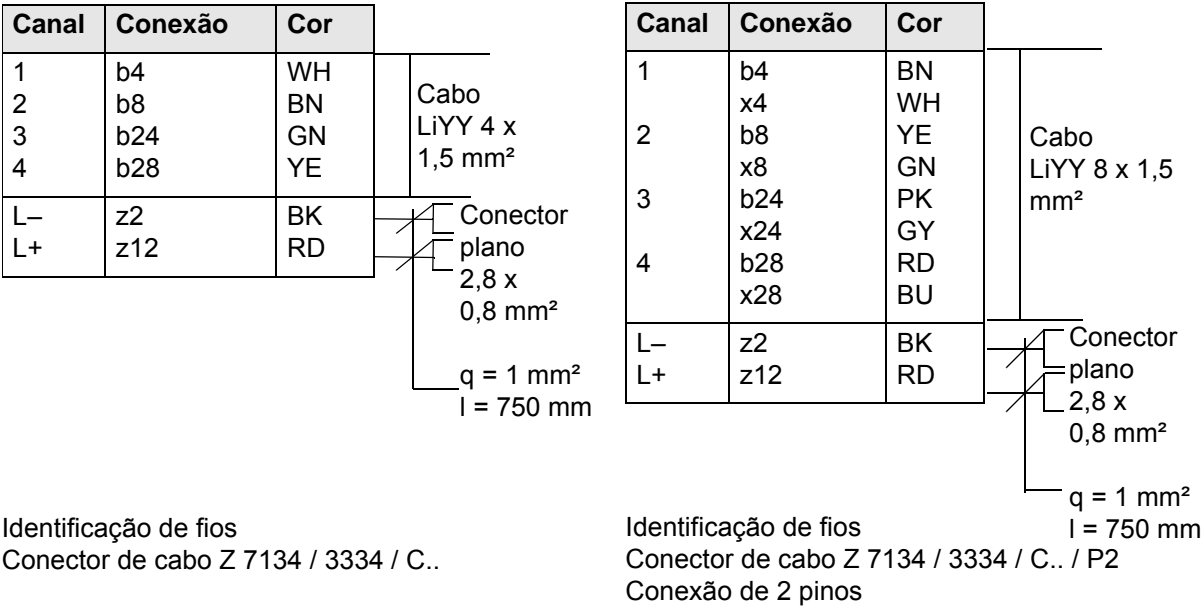 Canal Conexão Cor
1 b4 WH
2 b8 BN
3 b24 GN
4 b28 YE
L– z2 BK
L+ z12 RD
Cabo
LiYY 4 x
1,5 mm²
Conector
plano
2,8 x
0,8 mm²
q = 1 mm²
l = 750 mm
Identificação de fios
Conector de cabo Z 7134 / 3334 / C..
Canal Conexão Cor
1 b4 BN
x4 WH
2 b8 YE
x8 GN
3 b24 PK
x24 GY
4 b28 RD
x28 BU
L– z2 BK
L+ z12 RD
Cabo
LiYY 8 x 1,5
mm²
Conector
plano
2,8 x
0,8 mm²
q = 1 mm²
l = 750 mm
Identificação de fios
Conector de cabo Z 7134 / 3334 / C.. / P2
Conexão de 2 pinos